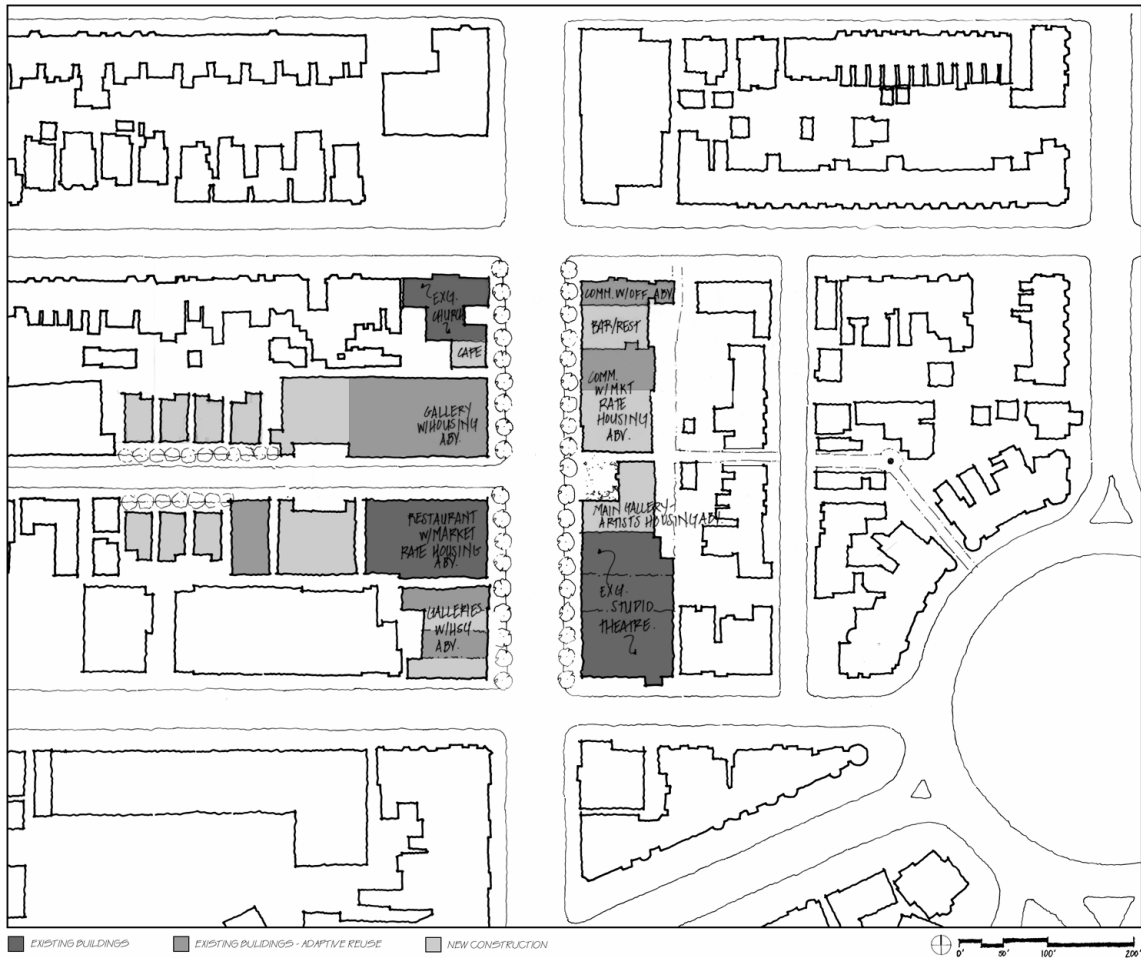 EXG.
CHURCH
CAFE
GALLERY
W/HOUSING
ABV.
RESTAURANT
W/MARKET
RATE HOUSING
ABV.
GALLERIES
W/HSG
ABV.
COMM. W/OFF. ABV.
BAR/REST
COMM.
W/MKT
RATE
HOUSING
ABV.
MAIN GALLERY-
ARTISTS HOUSING ABV.
EXG.
STUDIO
THEATRE.
EXISTING BUILDINGS
EXISTING BULIDINGS - ADAPTIVE REUSE
NEW CONSTRUCTION
0' 50' 100' 200'